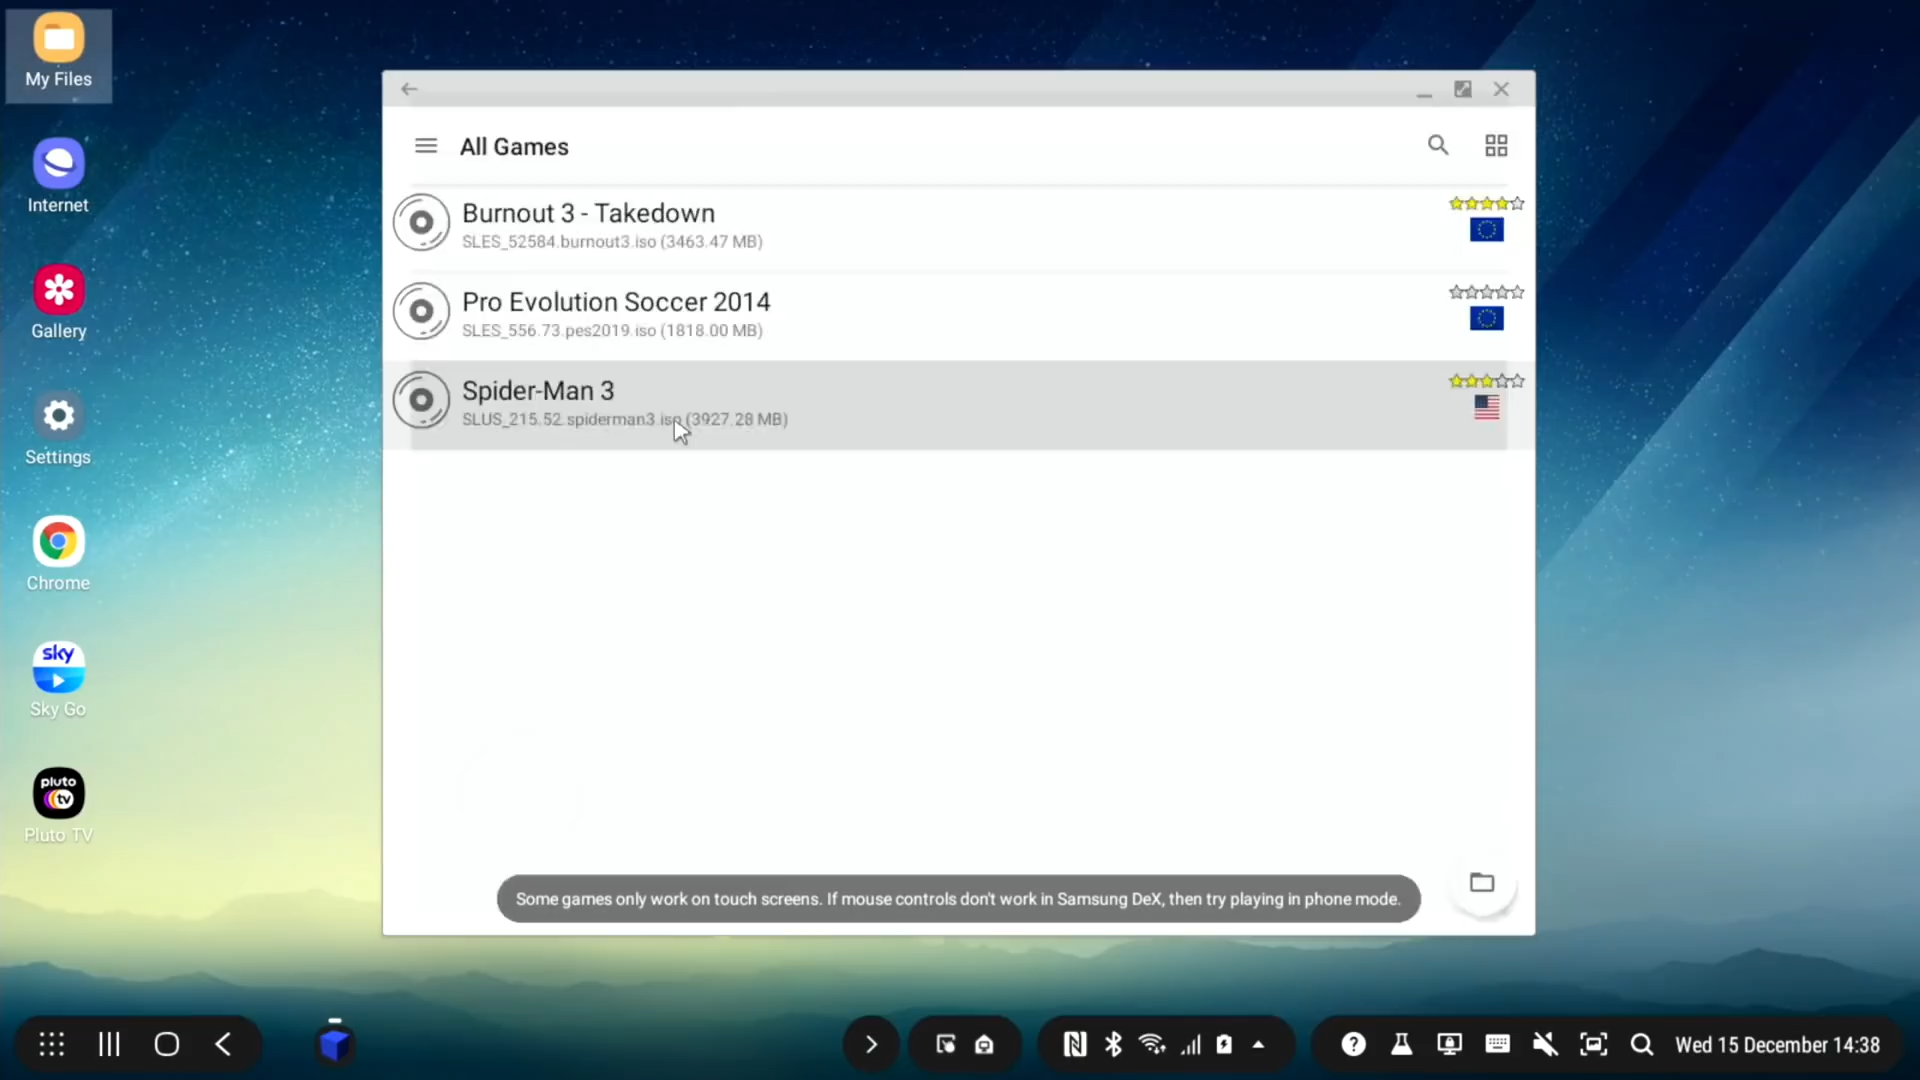 My Files
Internet
Gallery
Settings
Chrome
sky
Sky Go
pluto
tv
Pluto TV
All Games
Burnout 3 - Takedown
SLES_52584.burnout3.iso (3463.47 MB)
Pro Evolution Soccer 2014
SLES_556.73.pes2019.iso (1818.00 MB)
Spider-Man 3
SLUS_215.52.spiderman3.iso (3927.28 MB)
Some games only work on touch screens. If mouse controls don't work in Samsung DeX, then try playing in phone mode.
Wed 15 December 14:38